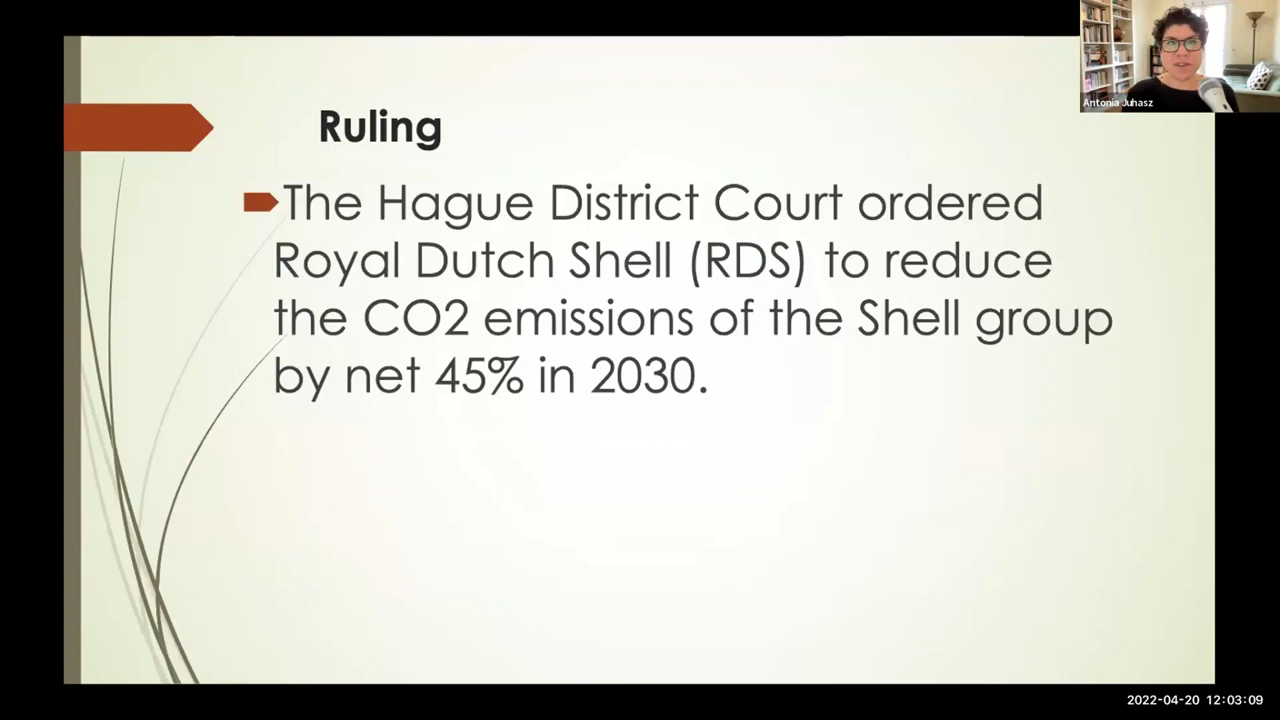 Antonia Juhasz
Ruling
The Hague District Court ordered
Royal Dutch Shell (RDS) to reduce
the CO2 emissions of the Shell group
by net 45% in 2030.
2022-04-20 12:03:09